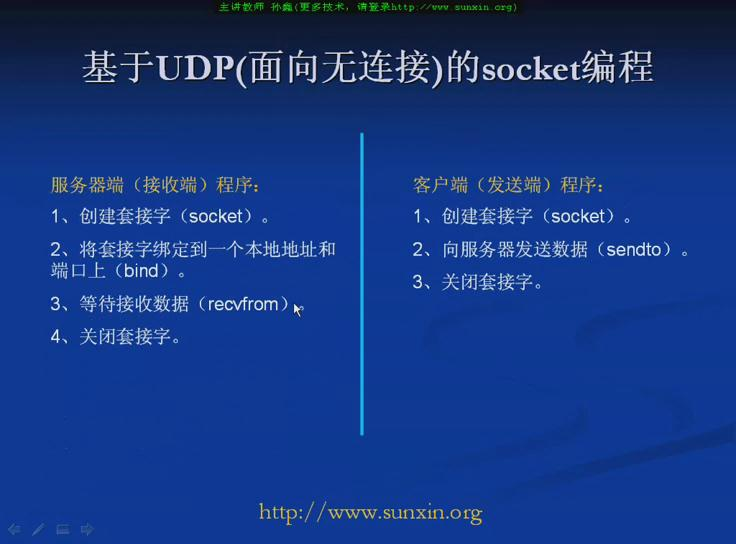 主讲教师 孙鑫(更多技术，请登录http://www.sunxin.org)
基于UDP(面向无连接)的socket编程
服务器端（接收端）程序：
1、创建套接字（socket）。
2、将套接字绑定到一个本地地址和
端口上（bind）。
3、等待接收数据（recvfrom）。
4、关闭套接字。
客户端（发送端）程序：
1、创建套接字（socket）。
2、向服务器发送数据（sendto）。
3、关闭套接字。
http://www.sunxin.org